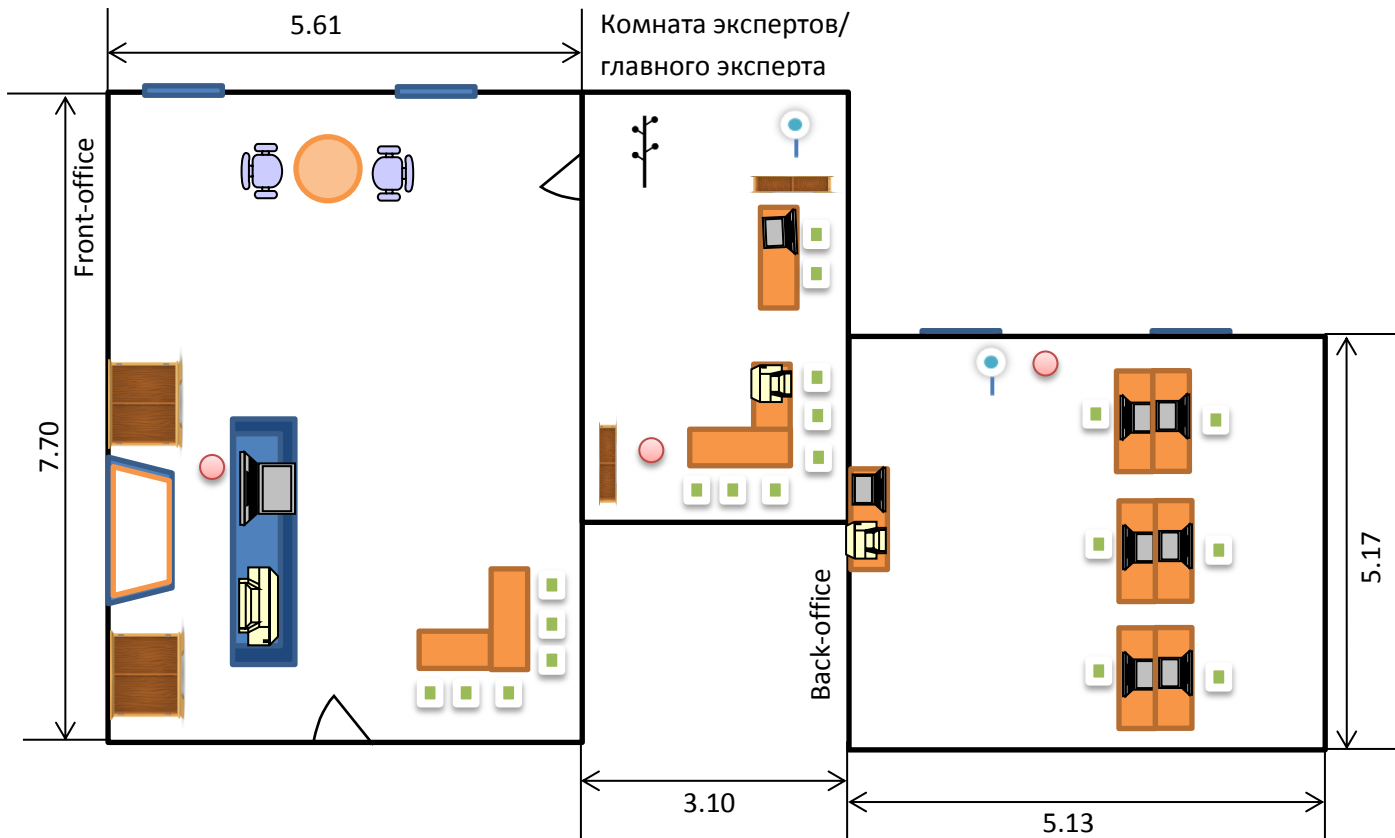 5.61
Комната экспертов/
главного эксперта
Front-office
7.70
Back-office
5.17
3.10
5.13